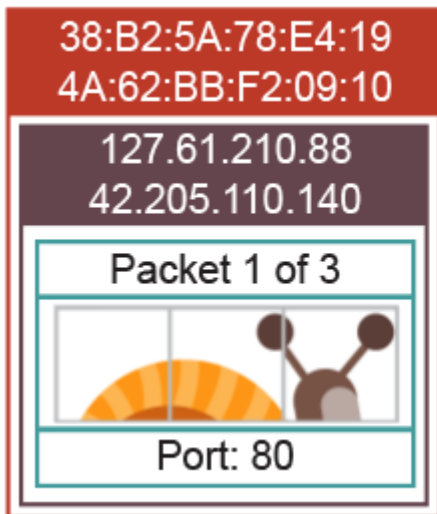 38:B2:5A:78:E4:19
4A:62:BB:F2:09:10
127.61.210.88
42.205.110.140
Packet 1 of 3
Port: 80